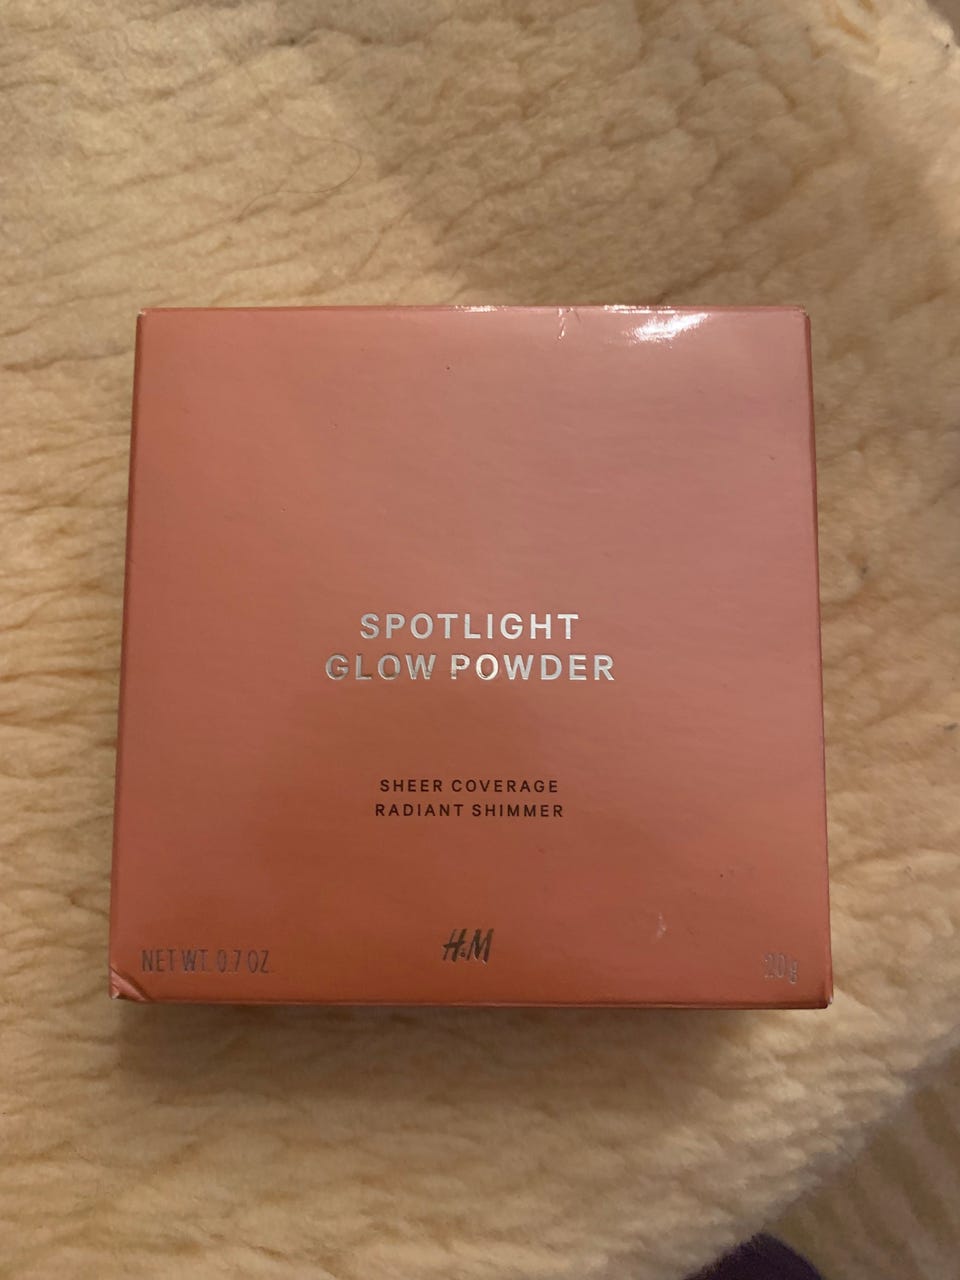 SPOTLIGHT
GLOW POWDER
SHEER COVERAGE
RADIANT SHIMMER
NET WT. 0.7 OZ. H&M 20g